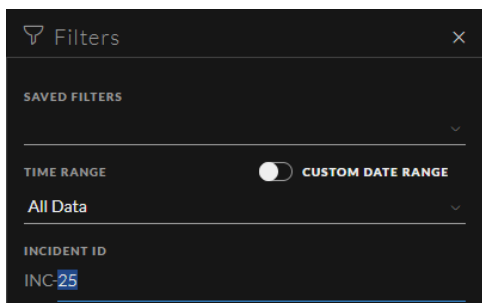 Filters
SAVED FILTERS
TIME RANGE CUSTOM DATE RANGE
All Data
INCIDENT ID
INC-25